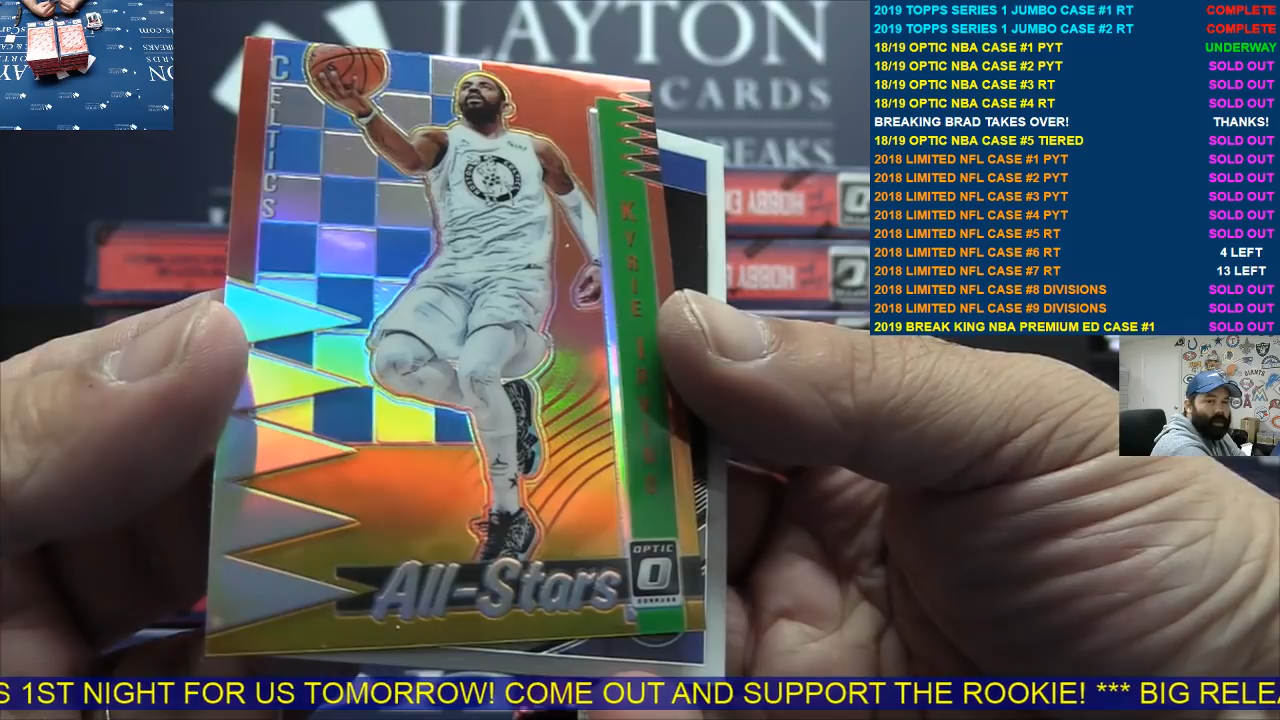 LAYTON
CARDS
BREAKS
CELTICS
KYRIE IRVING
All-Stars
OPTIC
DONRUSS
2019 TOPPS SERIES 1 JUMBO CASE #1 RT COMPLETE
2019 TOPPS SERIES 1 JUMBO CASE #2 RT COMPLETE
18/19 OPTIC NBA CASE #1 PYT UNDERWAY
18/19 OPTIC NBA CASE #2 PYT SOLD OUT
18/19 OPTIC NBA CASE #3 RT SOLD OUT
18/19 OPTIC NBA CASE #4 RT SOLD OUT
BREAKING BRAD TAKES OVER! THANKS!
18/19 OPTIC NBA CASE #5 TIERED SOLD OUT
2018 LIMITED NFL CASE #1 PYT SOLD OUT
2018 LIMITED NFL CASE #2 PYT SOLD OUT
2018 LIMITED NFL CASE #3 PYT SOLD OUT
2018 LIMITED NFL CASE #4 PYT SOLD OUT
2018 LIMITED NFL CASE #5 RT SOLD OUT
2018 LIMITED NFL CASE #6 RT 4 LEFT
2018 LIMITED NFL CASE #7 RT 13 LEFT
2018 LIMITED NFL CASE #8 DIVISIONS SOLD OUT
2018 LIMITED NFL CASE #9 DIVISIONS SOLD OUT
2019 BREAK KING NBA PREMIUM ED CASE #1 SOLD OUT
S 1ST NIGHT FOR US TOMORROW! COME OUT AND SUPPORT THE ROOKIE! *** BIG RELEA